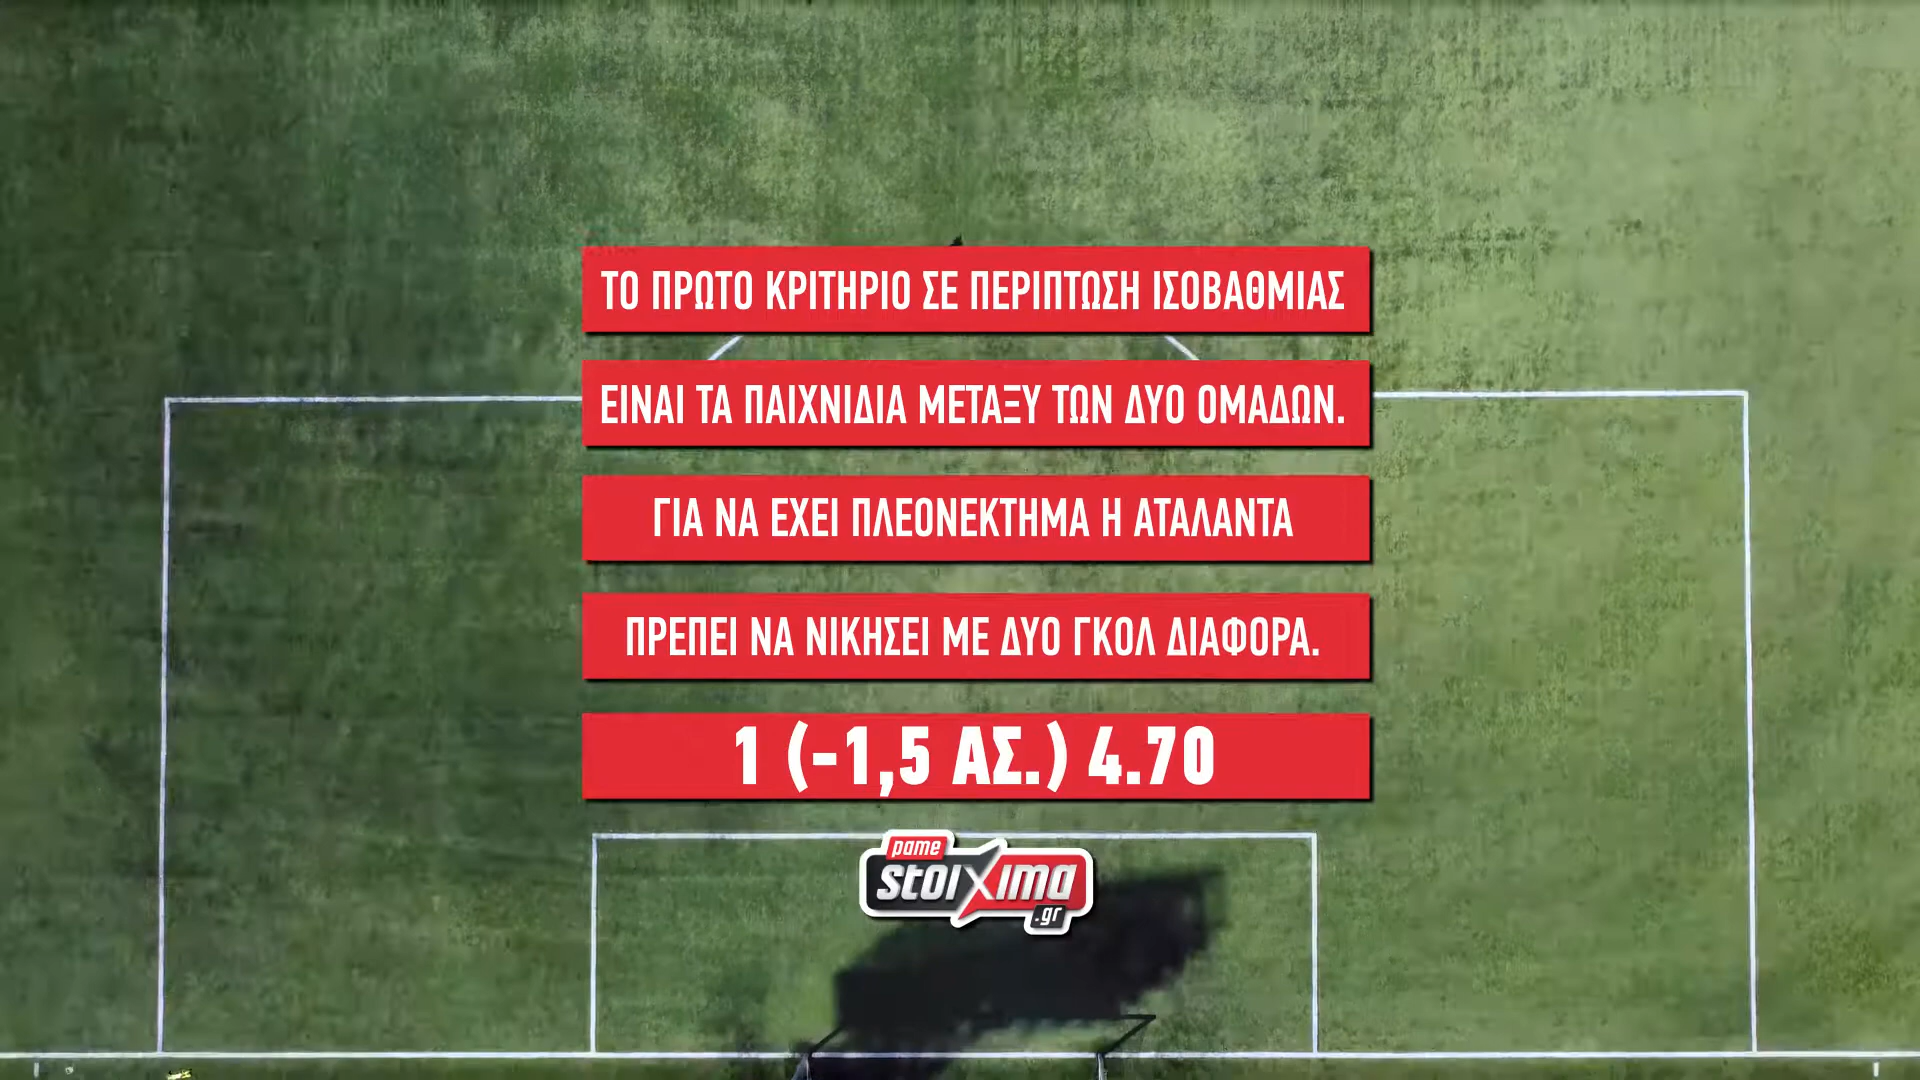 ΤΟ ΠΡΩΤΟ ΚΡΙΤΗΡΙΟ ΣΕ ΠΕΡΙΠΤΩΣΗ ΙΣΟΒΑΘΜΙΑΣ
ΕΙΝΑΙ ΤΑ ΠΑΙΧΝΙΔΙΑ ΜΕΤΑΞΥ ΤΩΝ ΔΥΟ ΟΜΑΔΩΝ.
ΓΙΑ ΝΑ ΕΧΕΙ ΠΛΕΟΝΕΚΤΗΜΑ Η ΑΤΑΛΑΝΤΑ
ΠΡΕΠΕΙ ΝΑ ΝΙΚΗΣΕΙ ΜΕ ΔΥΟ ΓΚΟΛ ΔΙΑΦΟΡΑ.
1 (-1,5 ΑΣ.) 4.70
pame
stoixima
.gr